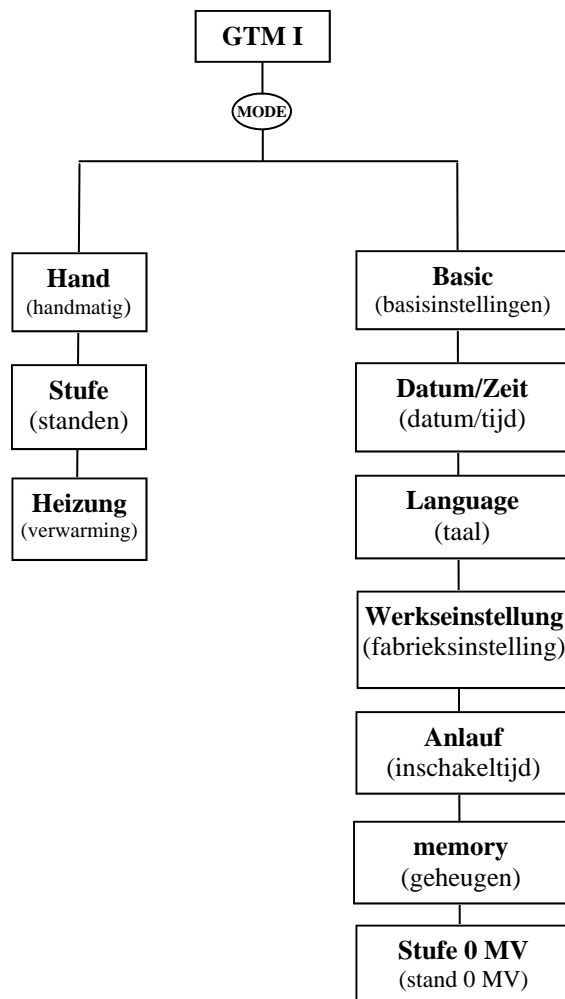 GTM I
MODE
Hand
(handmatig)
Stufe
(standen)
Heizung
(verwarming)
Basic
(basisinstellingen)
Datum/Zeit
(datum/tijd)
Language
(taal)
Werkseinstellung
(fabrieksinstelling)
Anlauf
(inschakeltijd)
memory
(geheugen)
Stufe 0 MV
(stand 0 MV)